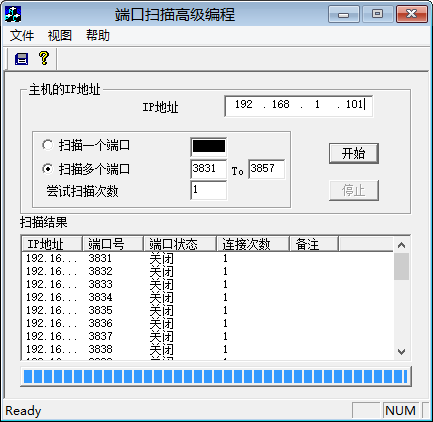 端口扫描高级编程
文件 视图 帮助
主机的IP地址
IP地址 192 . 168 . 1 . 101
扫描一个端口
扫描多个端口 3831 To 3857
尝试扫描次数 1
开始
停止
扫描结果
IP地址 端口号 端口状态 连接次数 备注
192.16... 3831 关闭 1
192.16... 3832 关闭 1
192.16... 3833 关闭 1
192.16... 3834 关闭 1
192.16... 3835 关闭 1
192.16... 3836 关闭 1
192.16... 3837 关闭 1
192.16... 3838 关闭 1
Ready NUM